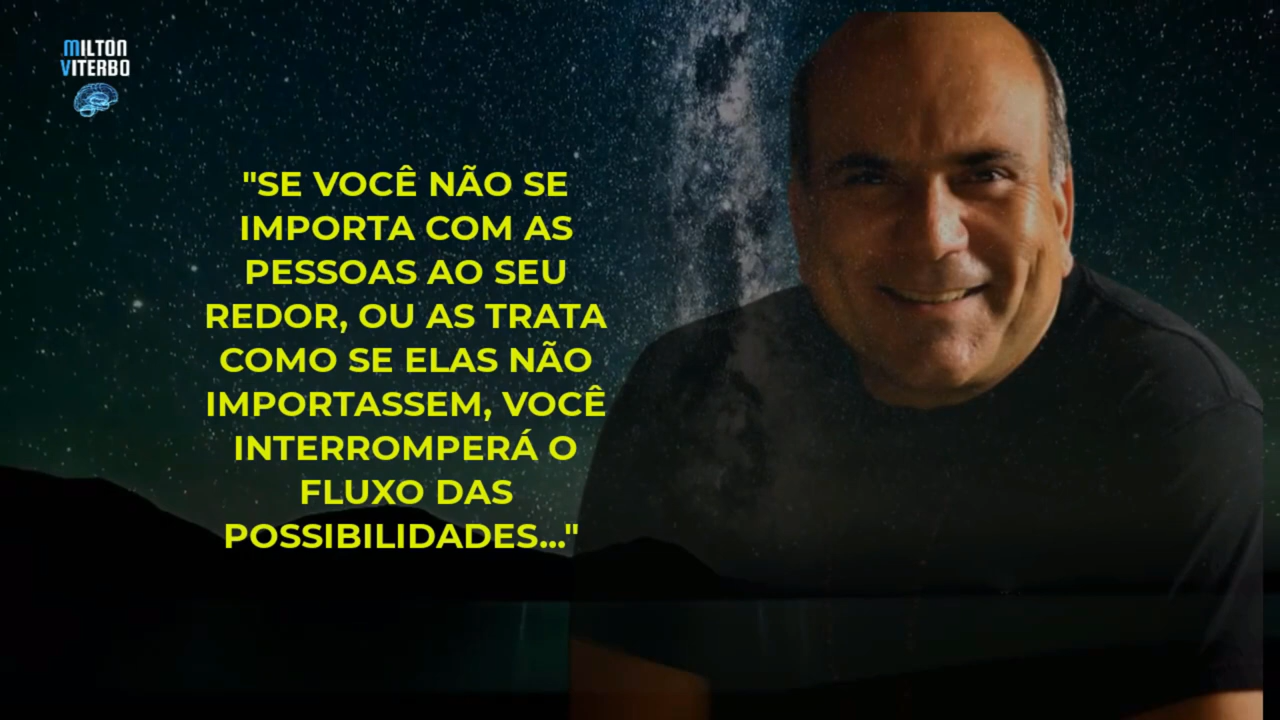 MILTON
VITERBO
"SE VOCÊ NÃO SE
IMPORTA COM AS
PESSOAS AO SEU
REDOR, OU AS TRATA
COMO SE ELAS NÃO
IMPORTASSEM, VOCÊ
INTERROMPERÁ O
FLUXO DAS
POSSIBILIDADES..."